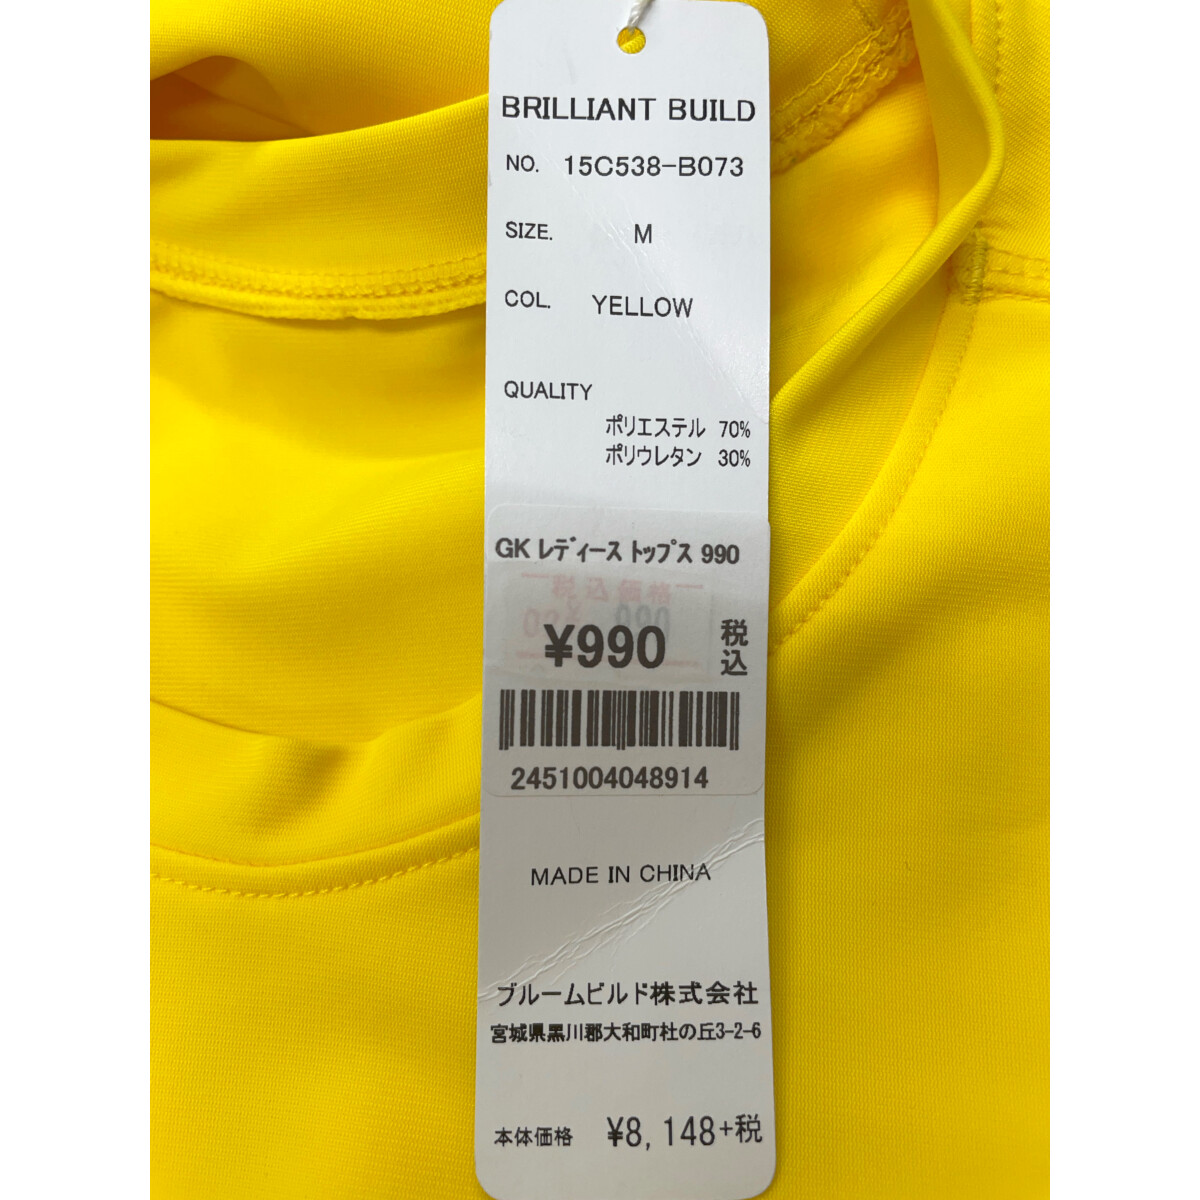 BRILLIANT BUILD
NO. 15C538-B073
SIZE. M
COL. YELLOW
QUALITY
ポリエステル 70%
ポリウレタン 30%
GK レディース トップス 990
税込価格
¥990 税込
2451004048914
MADE IN CHINA
ブルームビルド株式会社
宮城県黒川郡大和町杜の丘3-2-6
本体価格 ¥8,148+税